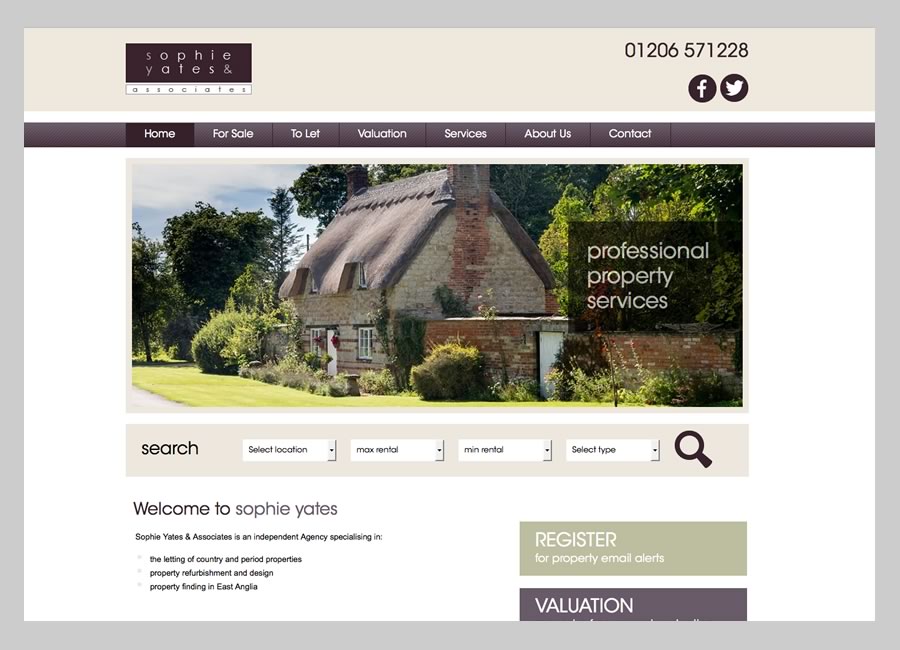 sophie
yates&
associates
01206 571228
Home For Sale To Let Valuation Services About Us Contact
professional
property
services
search Select location max rental min rental Select type
Welcome to sophie yates
Sophie Yates & Associates is an independent Agency specialising in:
the letting of country and period properties
property refurbishment and design
property finding in East Anglia
REGISTER
for property email alerts
VALUATION